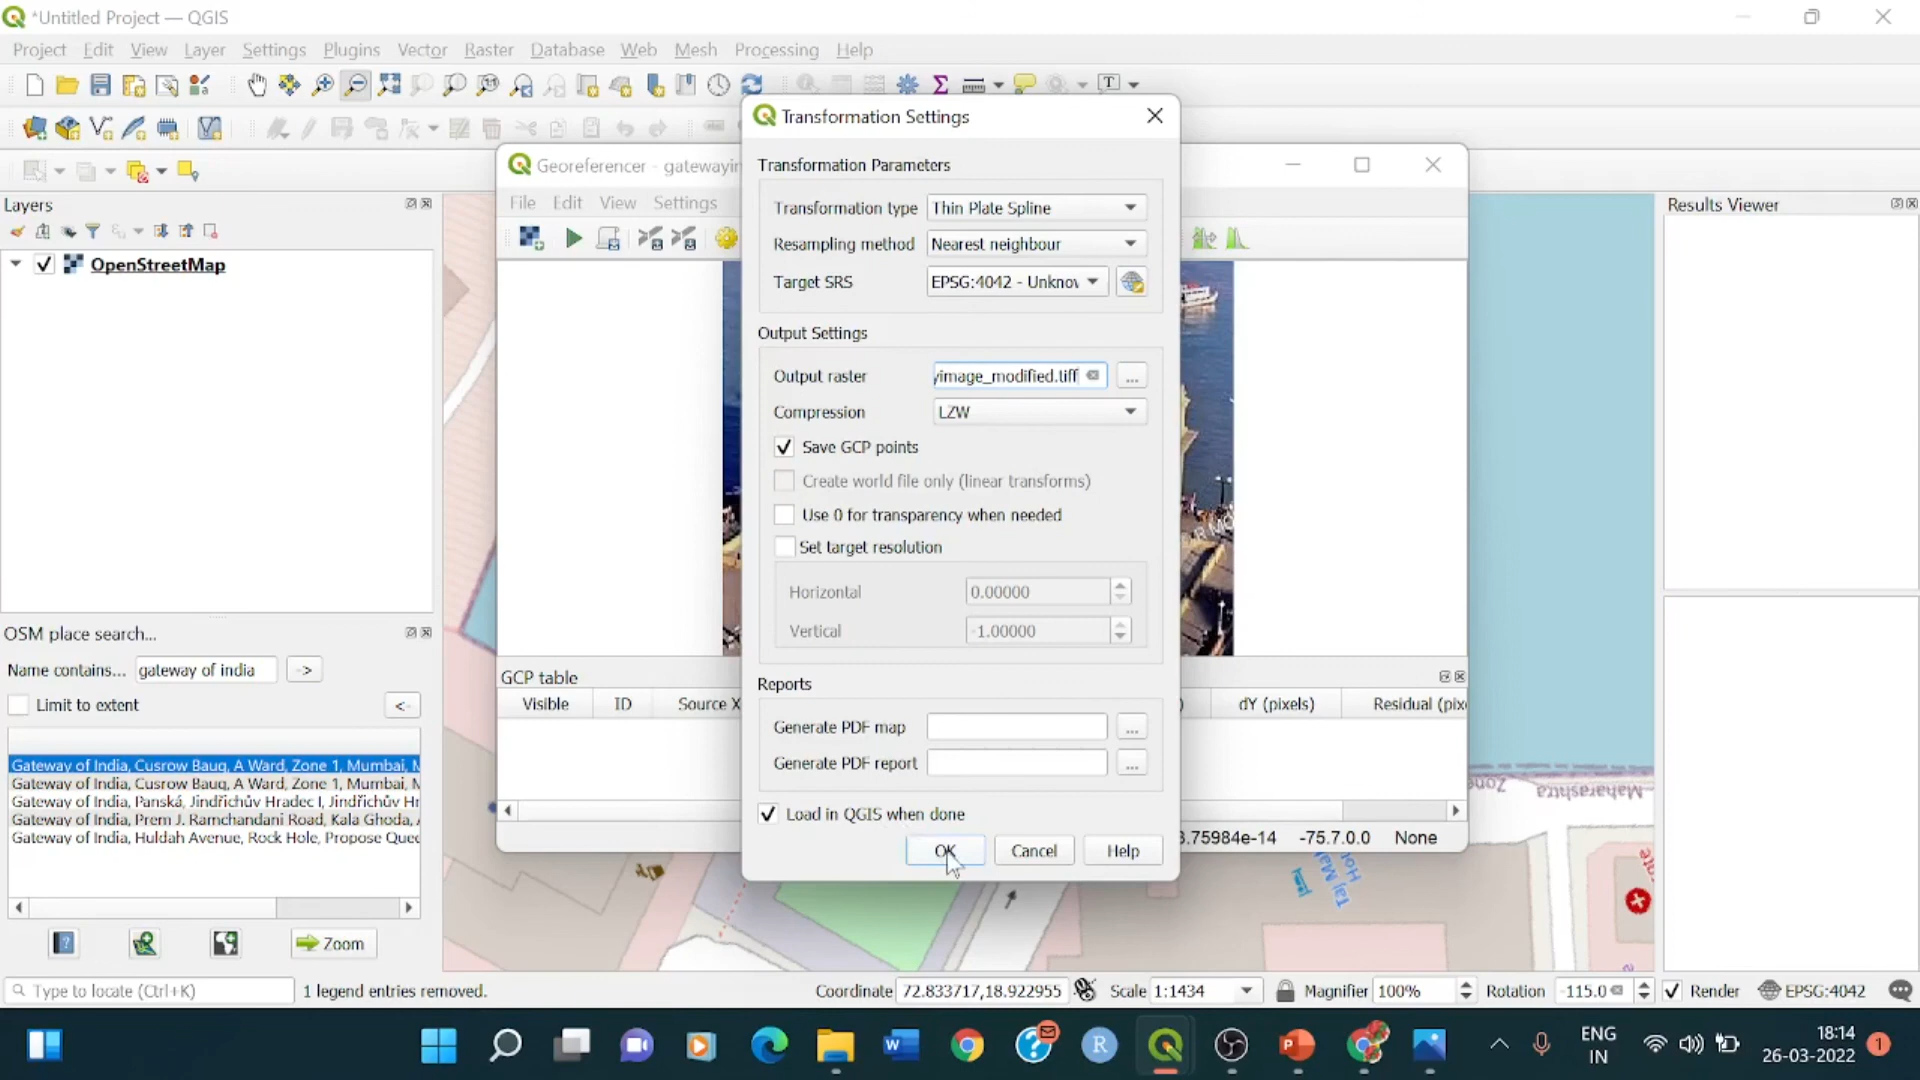 *Untitled Project — QGIS
Project Edit View Layer Settings Plugins Vector Raster Database Web Mesh Processing Help
Layers
OpenStreetMap
OSM place search...
Name contains... gateway of india ->
Limit to extent <-
Gateway of India, Cusrow Baug, A Ward, Zone 1, Mumbai, M
Gateway of India, Cusrow Baug, A Ward, Zone 1, Mumbai, M
Gateway of India, Panská, Jindřichův Hradec I, Jindřichův Hr
Gateway of India, Prem J. Ramchandani Road, Kala Ghoda, A
Gateway of India, Huldah Avenue, Rock Hole, Propose Quee
Zoom
Georeferencer - gatewayin
File Edit View Settings
GCP table
Visible ID Source X dY (pixels) Residual (pixe
3.75984e-14 -75.7.0.0 None
Transformation Settings
Transformation Parameters
Transformation type Thin Plate Spline
Resampling method Nearest neighbour
Target SRS EPSG:4042 - Unknov
Output Settings
Output raster yimage_modified.tiff
Compression LZW
Save GCP points
Create world file only (linear transforms)
Use 0 for transparency when needed
Set target resolution
Horizontal 0.00000
Vertical -1.00000
Reports
Generate PDF map
Generate PDF report
Load in QGIS when done
OK Cancel Help
Results Viewer
Zone
Maharashtra
Taj Mah
Hot
Type to locate (Ctrl+K) 1 legend entries removed. Coordinate 72.833717,18.922955 Scale 1:1434 Magnifier 100% Rotation -115.0 Render EPSG:4042
ENG
IN
18:14
26-03-2022
1